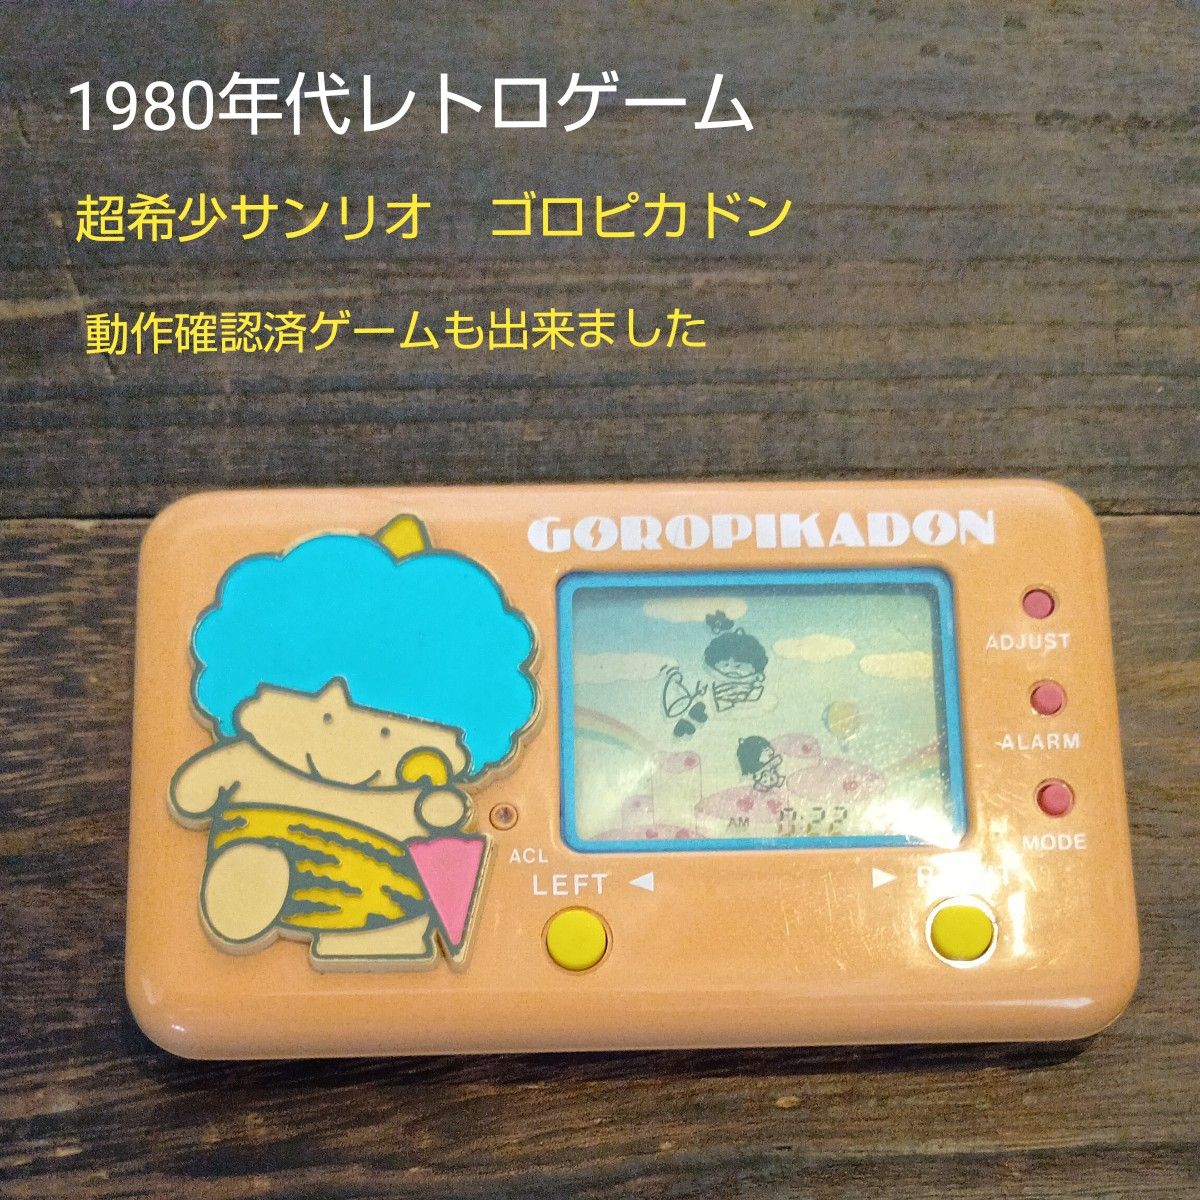 1980年代レトロゲーム
超希少サンリオ　ゴロピカドン
動作確認済ゲームも出来ました
GOROPIKADON
ADJUST
ALARM
MODE
AM 0:22
ACL
LEFT ◀
▶